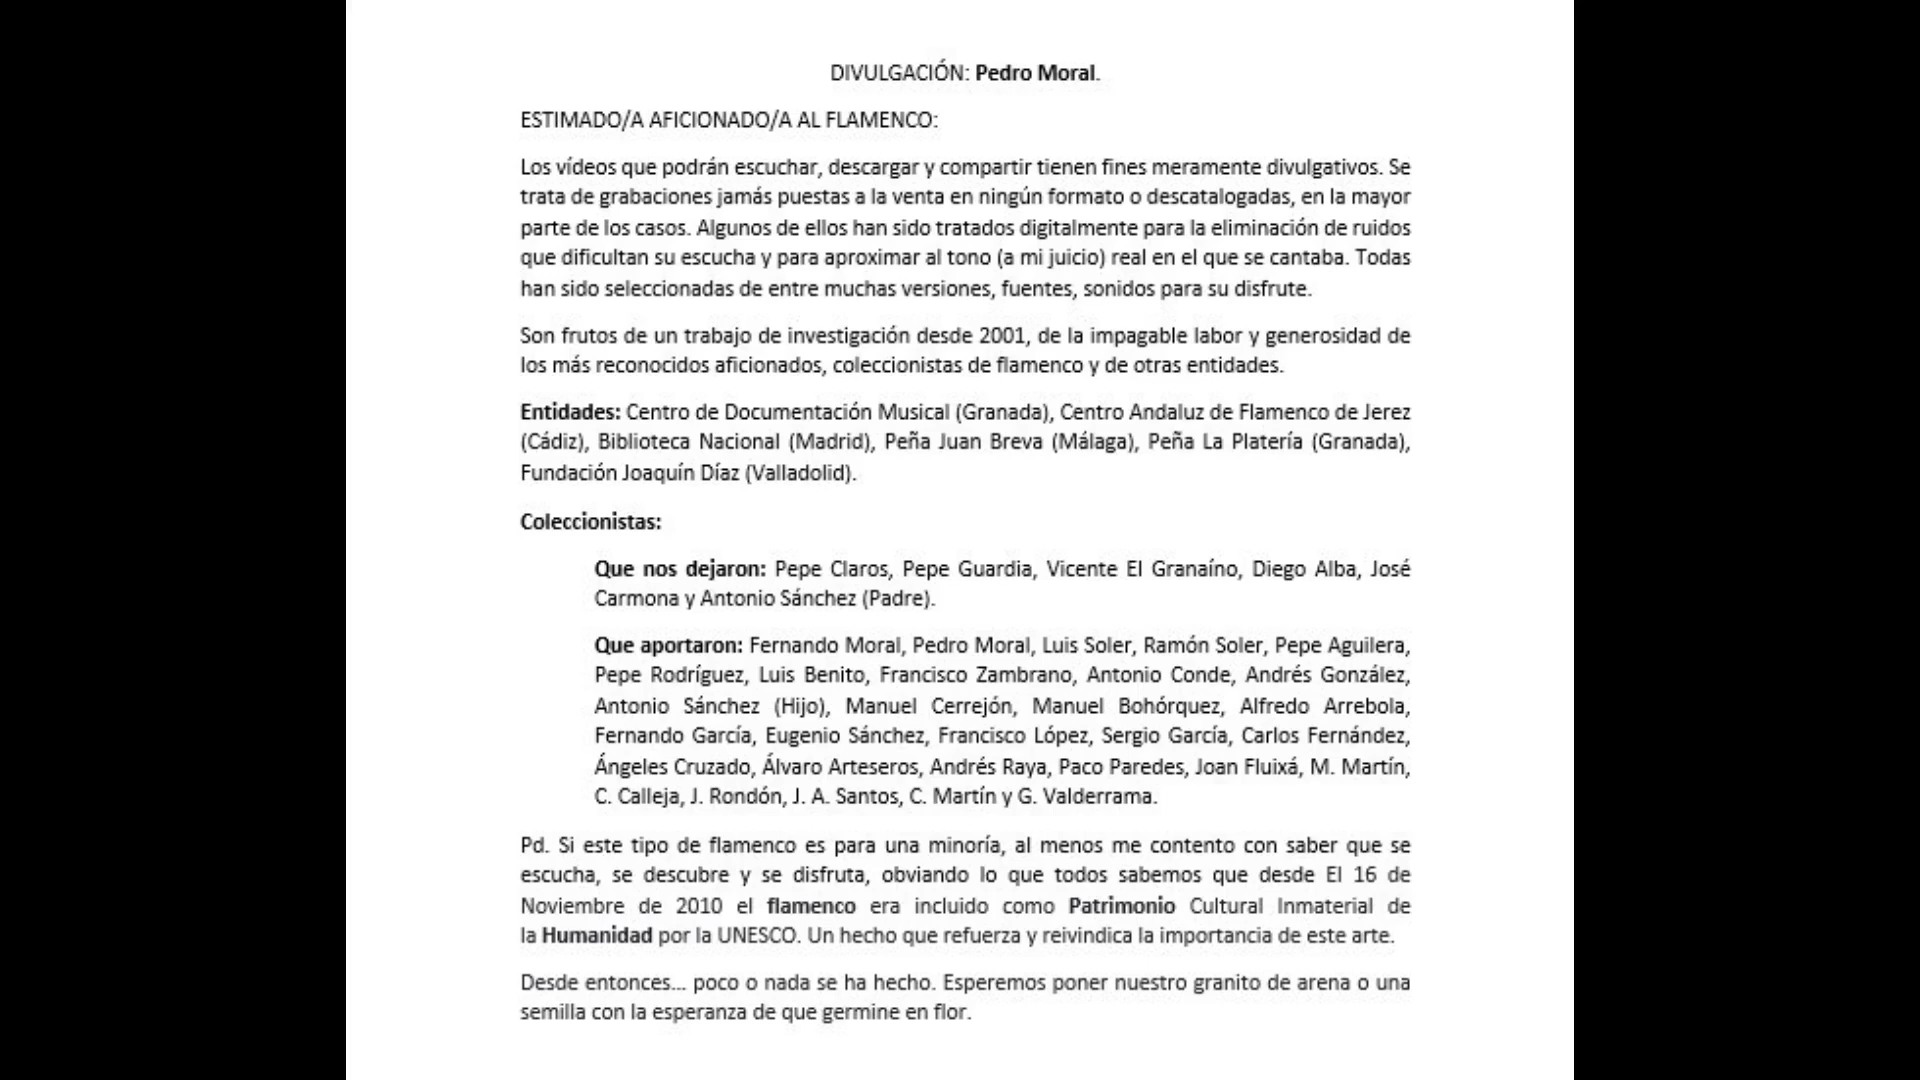 DIVULGACIÓN: Pedro Moral.
ESTIMADO/A AFICIONADO/A AL FLAMENCO:
Los vídeos que podrán escuchar, descargar y compartir tienen fines meramente divulgativos. Se
trata de grabaciones jamás puestas a la venta en ningún formato o descatalogadas, en la mayor
parte de los casos. Algunos de ellos han sido tratados digitalmente para la eliminación de ruidos
que dificultan su escucha y para aproximar al tono (a mi juicio) real en el que se cantaba. Todas
han sido seleccionadas de entre muchas versiones, fuentes, sonidos para su disfrute.
Son frutos de un trabajo de investigación desde 2001, de la impagable labor y generosidad de
los más reconocidos aficionados, coleccionistas de flamenco y de otras entidades.
Entidades: Centro de Documentación Musical (Granada), Centro Andaluz de Flamenco de Jerez
(Cádiz), Biblioteca Nacional (Madrid), Peña Juan Breva (Málaga), Peña La Platería (Granada),
Fundación Joaquín Díaz (Valladolid).
Coleccionistas:
Que nos dejaron: Pepe Claros, Pepe Guardia, Vicente El Granaíno, Diego Alba, José
Carmona y Antonio Sánchez (Padre).
Que aportaron: Fernando Moral, Pedro Moral, Luis Soler, Ramón Soler, Pepe Aguilera,
Pepe Rodríguez, Luis Benito, Francisco Zambrano, Antonio Conde, Andrés González,
Antonio Sánchez (Hijo), Manuel Cerrejón, Manuel Bohórquez, Alfredo Arrebola,
Fernando García, Eugenio Sánchez, Francisco López, Sergio García, Carlos Fernández,
Ángeles Cruzado, Álvaro Arteseros, Andrés Raya, Paco Paredes, Joan Fluixá, M. Martín,
C. Calleja, J. Rondón, J. A. Santos, C. Martín y G. Valderrama.
Pd. Si este tipo de flamenco es para una minoría, al menos me contento con saber que se
escucha, se descubre y se disfruta, obviando lo que todos sabemos que desde El 16 de
Noviembre de 2010 el flamenco era incluido como Patrimonio Cultural Inmaterial de
la Humanidad por la UNESCO. Un hecho que refuerza y reivindica la importancia de este arte.
Desde entonces... poco o nada se ha hecho. Esperemos poner nuestro granito de arena o una
semilla con la esperanza de que germine en flor.